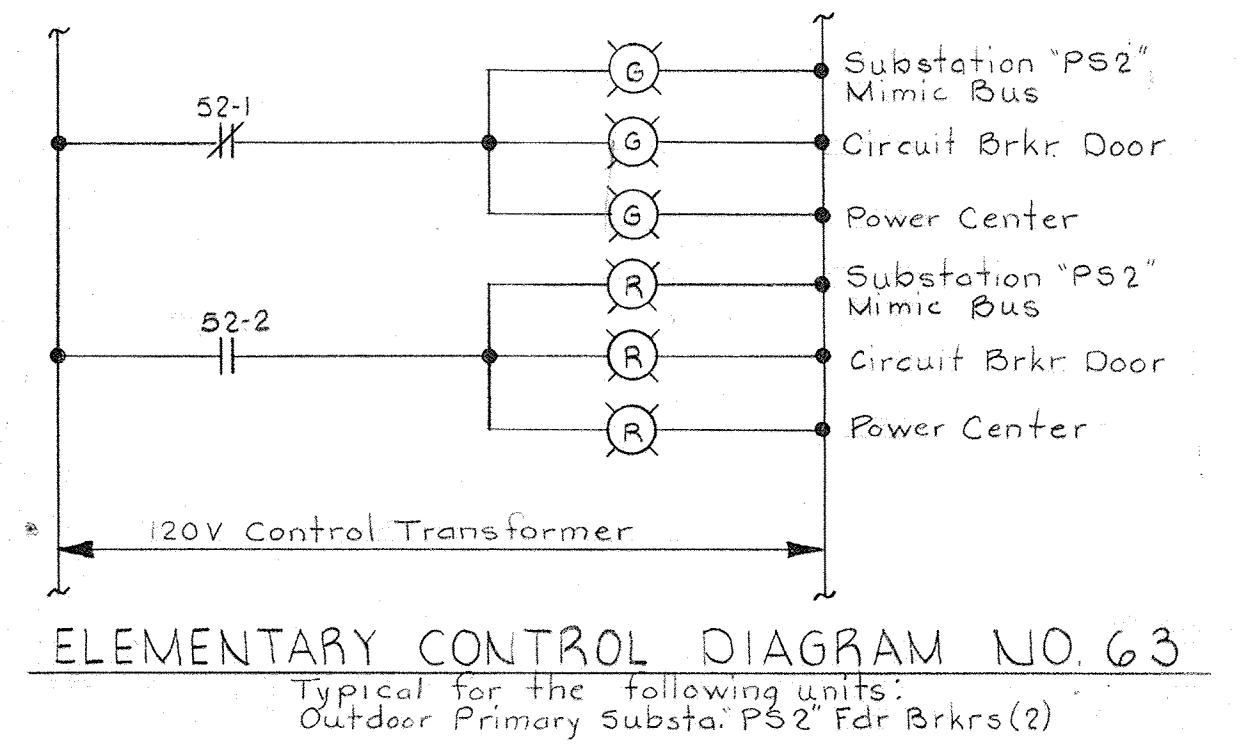 G
Substation "PS2"
Mimic Bus
52-1
G
Circuit Brkr. Door
G
Power Center
R
Substation "PS2"
Mimic Bus
52-2
R
Circuit Brkr. Door
R
Power Center
120V Control Transformer
ELEMENTARY CONTROL DIAGRAM NO. 63
Typical for the following units:
Outdoor Primary Substa. "PS2" Fdr Brkrs (2)